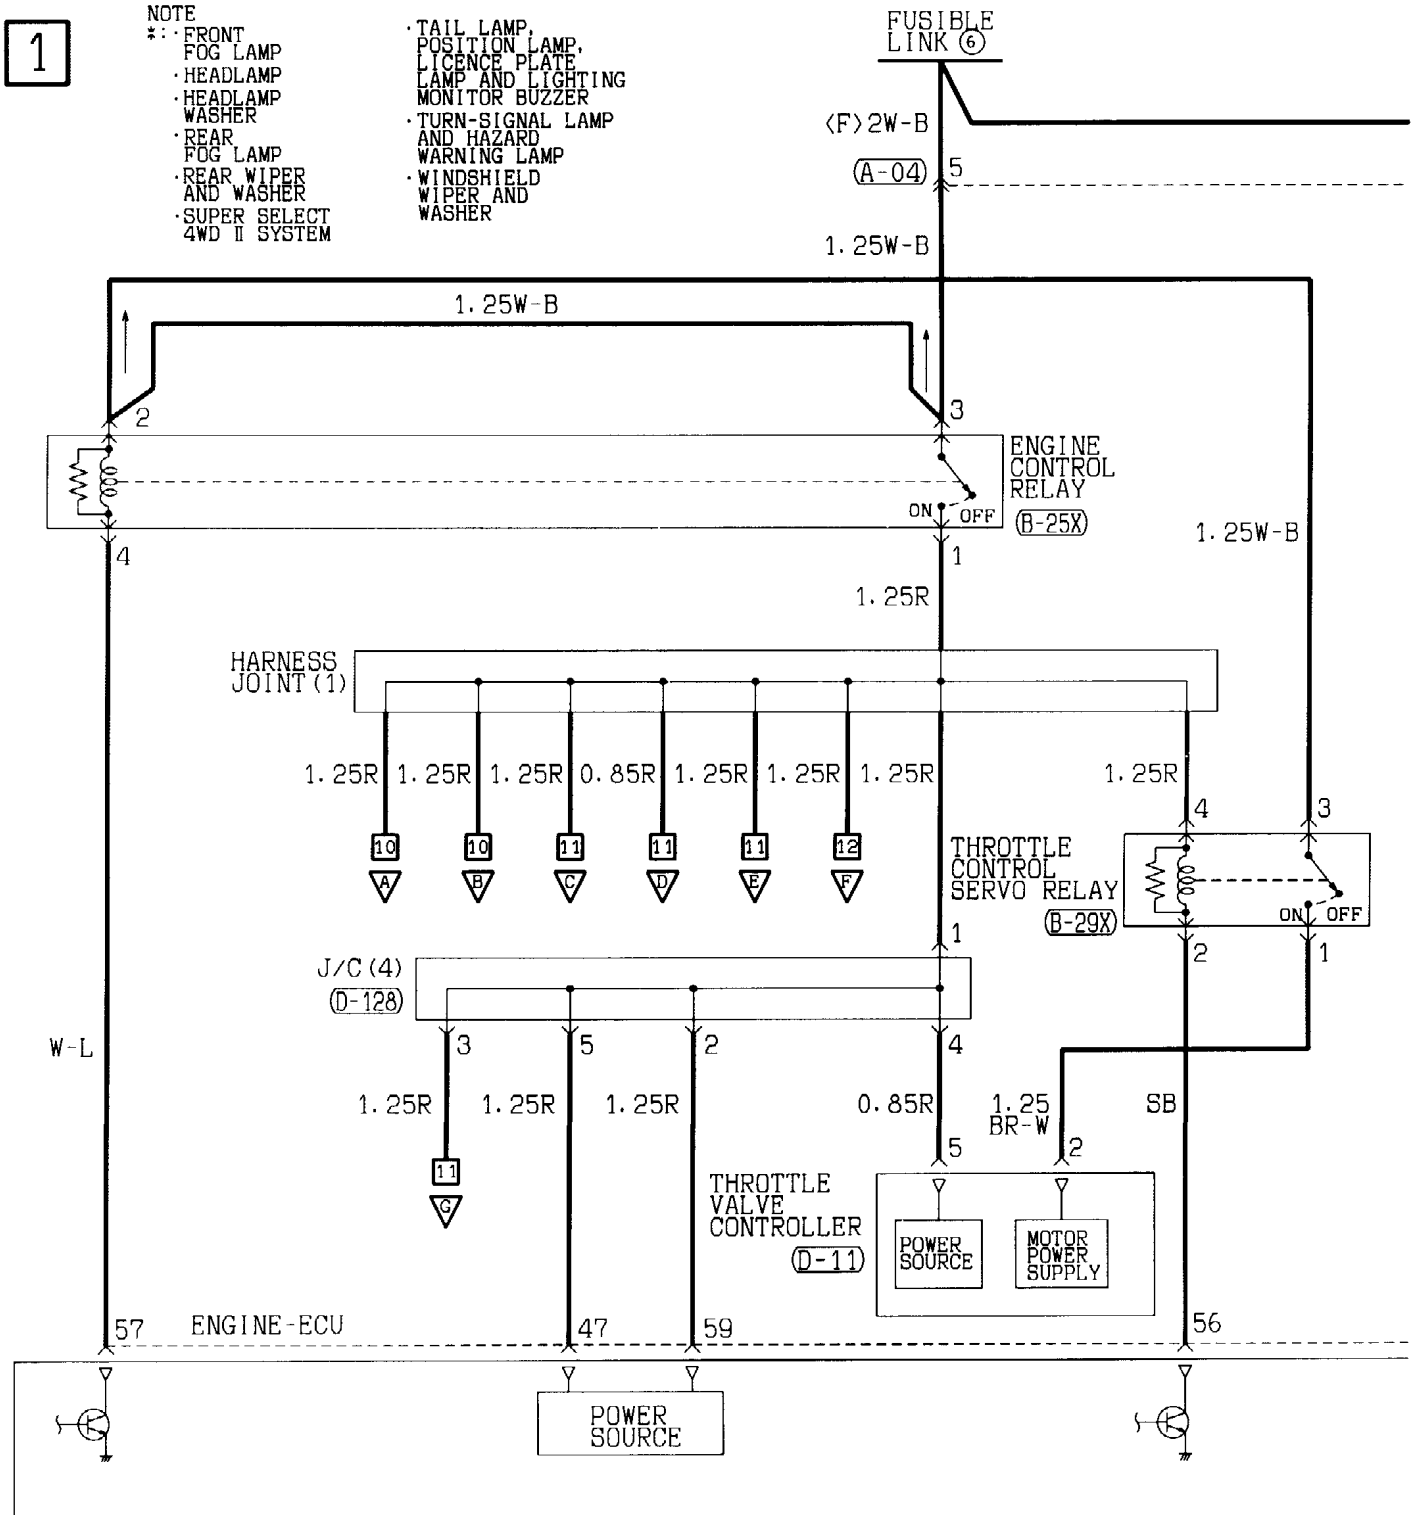 1
NOTE
*: ·FRONT
FOG LAMP
·HEADLAMP
·HEADLAMP
WASHER
·REAR
FOG LAMP
·REAR WIPER
AND WASHER
·SUPER SELECT
4WD II SYSTEM
·TAIL LAMP,
POSITION LAMP,
LICENCE PLATE
LAMP AND LIGHTING
MONITOR BUZZER
·TURN-SIGNAL LAMP
AND HAZARD
WARNING LAMP
·WINDSHIELD
WIPER AND
WASHER
FUSIBLE
LINK ⑥
<F>2W-B
A-04 5
1.25W-B
1.25W-B
2 3
ENGINE
CONTROL
RELAY
B-25X
ON OFF
4 1
1.25W-B
1.25R
HARNESS
JOINT(1)
1.25R 1.25R 1.25R 0.85R 1.25R 1.25R 1.25R 1.25R
4 3
10 10 11 11 11 12
A B C D E F
THROTTLE
CONTROL
SERVO RELAY
B-29X
ON OFF
1 2 1
J/C(4)
D-128
3 5 2 4
W-L
1.25R 1.25R 1.25R 0.85R
1.25
BR-W
SB
5 2
11
G
THROTTLE
VALVE
CONTROLLER
D-11
POWER
SOURCE
MOTOR
POWER
SUPPLY
57 ENGINE-ECU 47 59 56
POWER
SOURCE